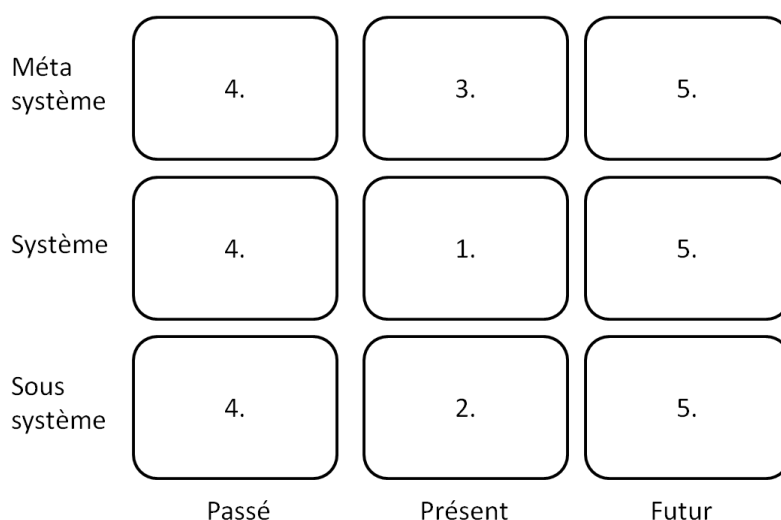 Méta
système
4.
3.
5.
Système
4.
1.
5.
Sous
système
4.
2.
5.
Passé
Présent
Futur